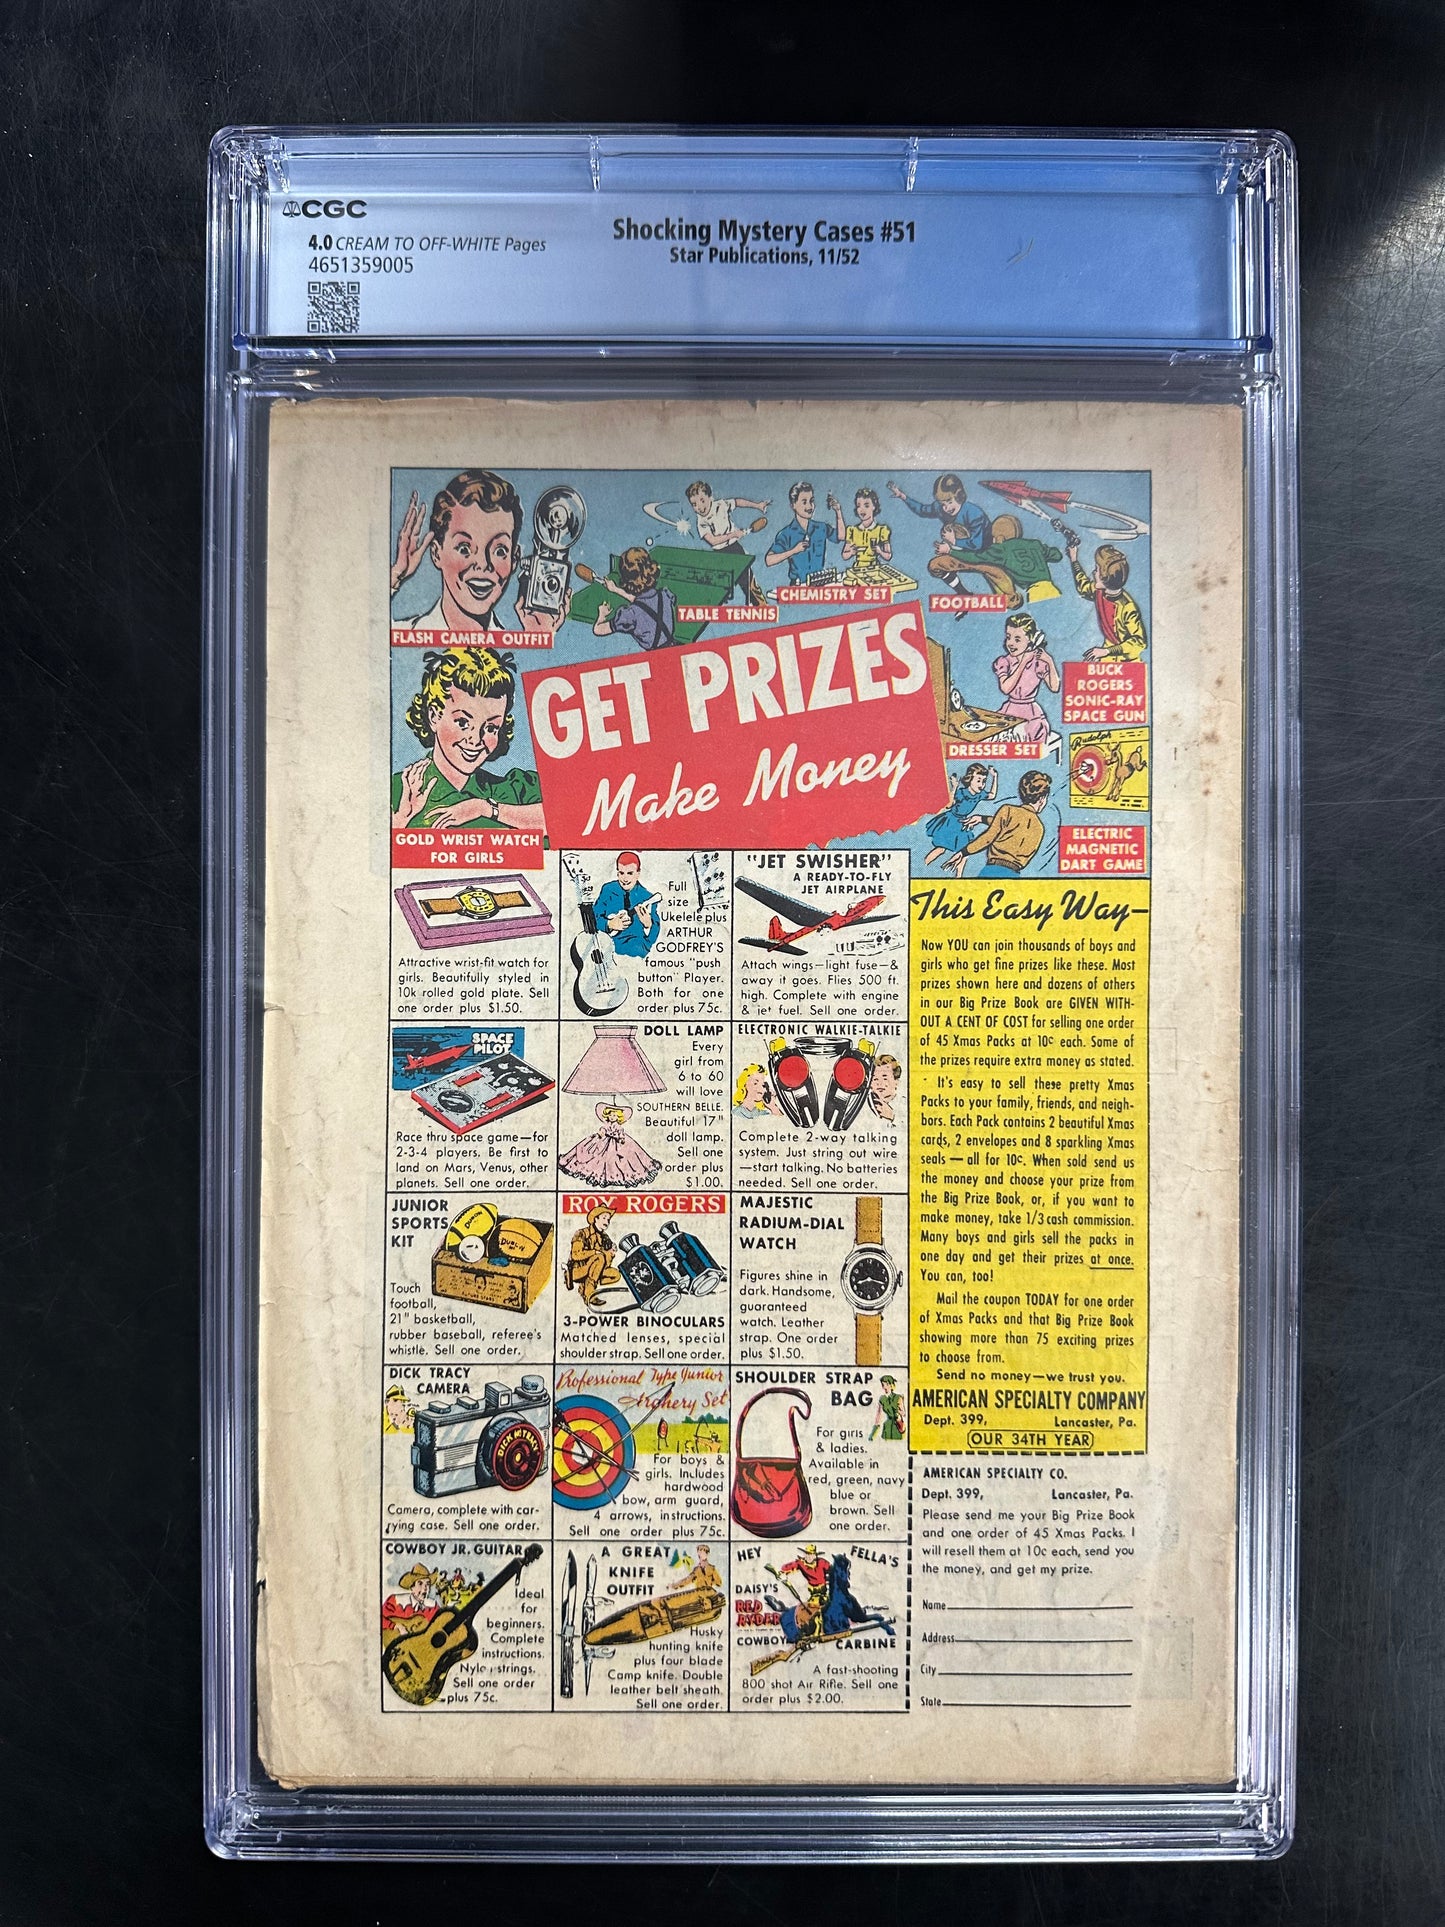 CGC
4.0 CREAM TO OFF-WHITE Pages
4651359005
Shocking Mystery Cases #51
Star Publications, 11/52
FLASH CAMERA OUTFIT
TABLE TENNIS
CHEMISTRY SET
FOOTBALL
BUCK
ROGERS
SONIC-RAY
SPACE GUN
DRESSER SET
Rudolph
ELECTRIC
MAGNETIC
DART GAME
GOLD WRIST WATCH
FOR GIRLS
GET PRIZES
Make Money
Attractive wrist-fit watch for
girls. Beautifully styled in
10k rolled gold plate. Sell
one order plus $1.50.
Full
size
Ukelele plus
ARTHUR
GODFREY'S
famous "push
button" Player.
Both for one
order plus 75c.
"JET SWISHER"
A READY-TO-FLY
JET AIRPLANE
Attach wings—light fuse—&
away it goes. Flies 500 ft.
high. Complete with engine
& jet fuel. Sell one order.
SPACE
PILOT
Race thru space game—for
2-3-4 players. Be first to
land on Mars, Venus, other
planets. Sell one order.
DOLL LAMP
Every
girl from
6 to 60
will love
SOUTHERN BELLE.
Beautiful 17"
doll lamp.
Sell one
order plus
$1.00.
ELECTRONIC WALKIE-TALKIE
Complete 2-way talking
system. Just string out wire
—start talking. No batteries
needed. Sell one order.
JUNIOR
SPORTS
KIT
Touch
football,
21" basketball,
rubber baseball, referee's
whistle. Sell one order.
ROY ROGERS
3-POWER BINOCULARS
Matched lenses, special
shoulder strap. Sell one order.
MAJESTIC
RADIUM-DIAL
WATCH
Figures shine in
dark. Handsome,
guaranteed
watch. Leather
strap. One order
plus $1.50.
DICK TRACY
CAMERA
DICK TRACY
Camera, complete with car-
rying case. Sell one order.
Professional Type Junior
Archery Set
For boys &
girls. Includes
hardwood
bow, arm guard,
4 arrows, instructions.
Sell one order plus 75c.
SHOULDER STRAP
BAG
For girls
& ladies.
Available in
red, green, navy
blue or
brown. Sell
one order.
COWBOY JR. GUITAR
Ideal
for
beginners.
Complete
instructions.
Nylon strings.
Sell one order
plus 75c.
A GREAT
KNIFE
OUTFIT
Husky
hunting knife
plus four blade
Camp knife. Double
leather belt sheath.
Sell one order.
HEY FELLA'S
DAISY'S
RED
RYDER
COWBOY CARBINE
A fast-shooting
800 shot Air Rifle. Sell one
order plus $2.00.
This Easy Way—
Now YOU can join thousands of boys and
girls who get fine prizes like these. Most
prizes shown here and dozens of others
in our Big Prize Book are GIVEN WITH-
OUT A CENT OF COST for selling one order
of 45 Xmas Packs at 10c each. Some of
the prizes require extra money as stated.
It's easy to sell these pretty Xmas
Packs to your family, friends, and neigh-
bors. Each Pack contains 2 beautiful Xmas
cards, 2 envelopes and 8 sparkling Xmas
seals — all for 10c. When sold send us
the money and choose your prize from
the Big Prize Book, or, if you want to
make money, take 1/3 cash commission.
Many boys and girls sell the packs in
one day and get their prizes at once.
You can, too!
Mail the coupon TODAY for one order
of Xmas Packs and that Big Prize Book
showing more than 75 exciting prizes
to choose from.
Send no money—we trust you.
AMERICAN SPECIALTY COMPANY
Dept. 399, Lancaster, Pa.
OUR 34TH YEAR
AMERICAN SPECIALTY CO.
Dept. 399, Lancaster, Pa.
Please send me your Big Prize Book
and one order of 45 Xmas Packs. I
will resell them at 10c each, send you
the money, and get my prize.
Name
Address
City
State